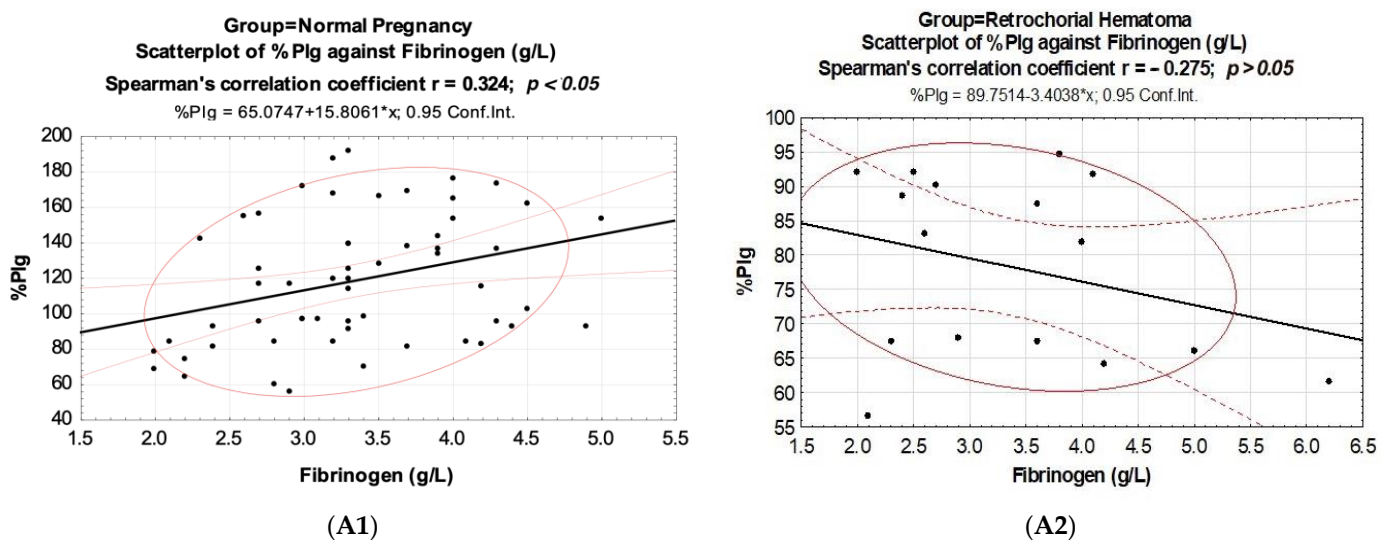 Group=Normal Pregnancy
Scatterplot of %Plg against Fibrinogen (g/L)
Spearman's correlation coefficient r = 0.324; p < 0.05
%Plg = 65.0747+15.8061*x; 0.95 Conf.Int.
200
180
160
140
120
100
80
60
40
%Plg
1.5 2.0 2.5 3.0 3.5 4.0 4.5 5.0 5.5
Fibrinogen (g/L)
(A1)
Group=Retrochorial Hematoma
Scatterplot of %Plg against Fibrinogen (g/L)
Spearman's correlation coefficient r = – 0.275; p > 0.05
%Plg = 89.7514-3.4038*x; 0.95 Conf.Int.
100
95
90
85
80
75
70
65
60
55
%Plg
1.5 2.0 2.5 3.0 3.5 4.0 4.5 5.0 5.5 6.0 6.5
Fibrinogen (g/L)
(A2)